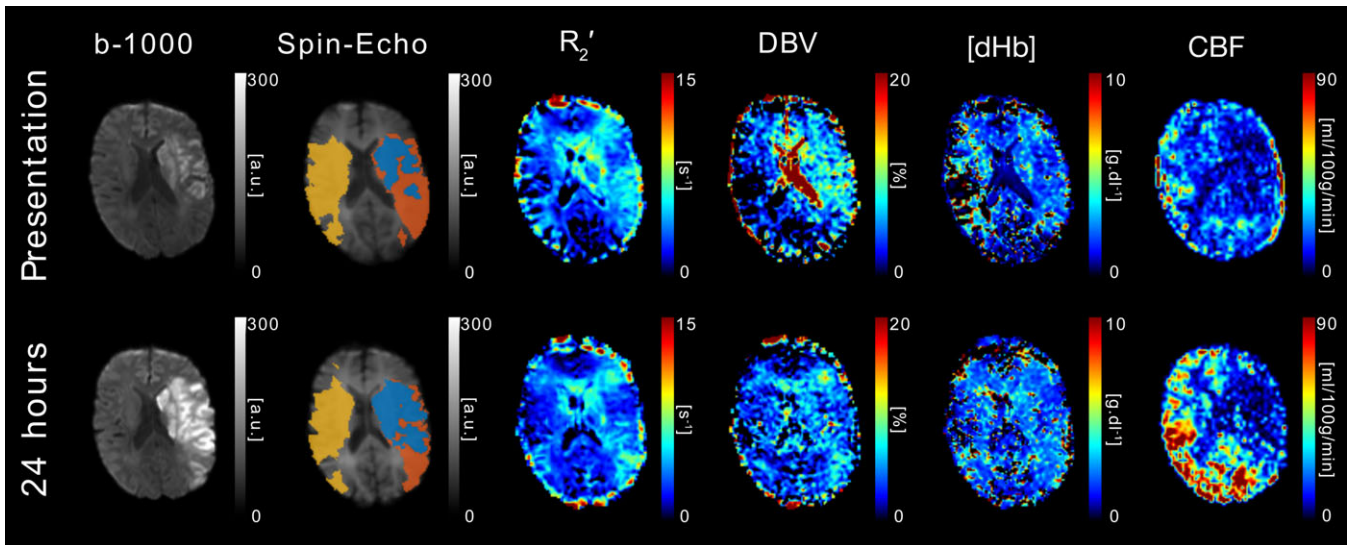 b-1000 Spin-Echo R₂′ DBV [dHb] CBF
Presentation
300 300 15 20 10 90
[a.u.] [a.u.] [s⁻¹] [%] [g.dl⁻¹] [ml/100g/min]
0 0 0 0 0 0
24 hours
300 300 15 20 10 90
[a.u.] [a.u.] [s⁻¹] [%] [g.dl⁻¹] [ml/100g/min]
0 0 0 0 0 0